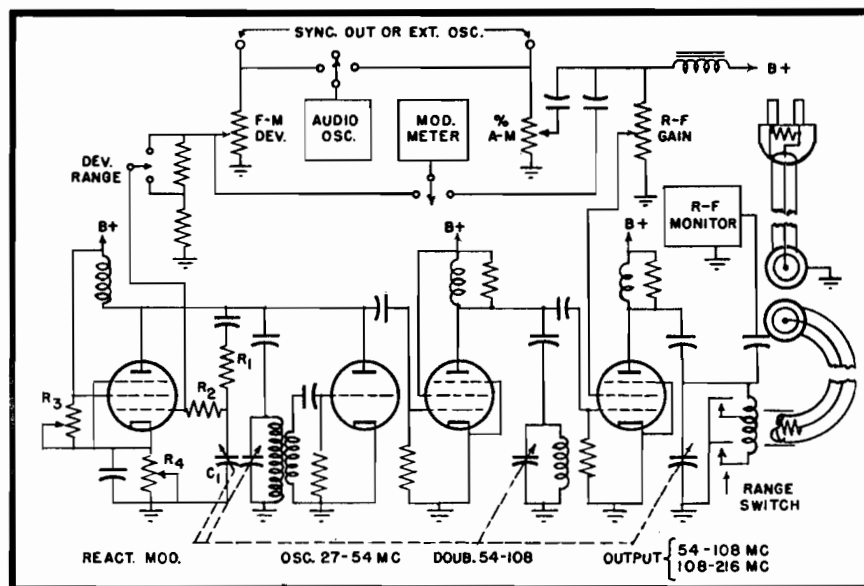 SYNC. OUT OR EXT. OSC.
B+
F-M
DEV.
AUDIO
OSC.
MOD.
METER
%
A-M
R-F
GAIN
DEV.
RANGE
B+
B+
B+
R-F
MONITOR
R1
R2
R3
R4
C1
RANGE
SWITCH
REACT. MOD.
OSC. 27-54 MC
DOUB. 54-108
OUTPUT { 54-108 MC
108-216 MC